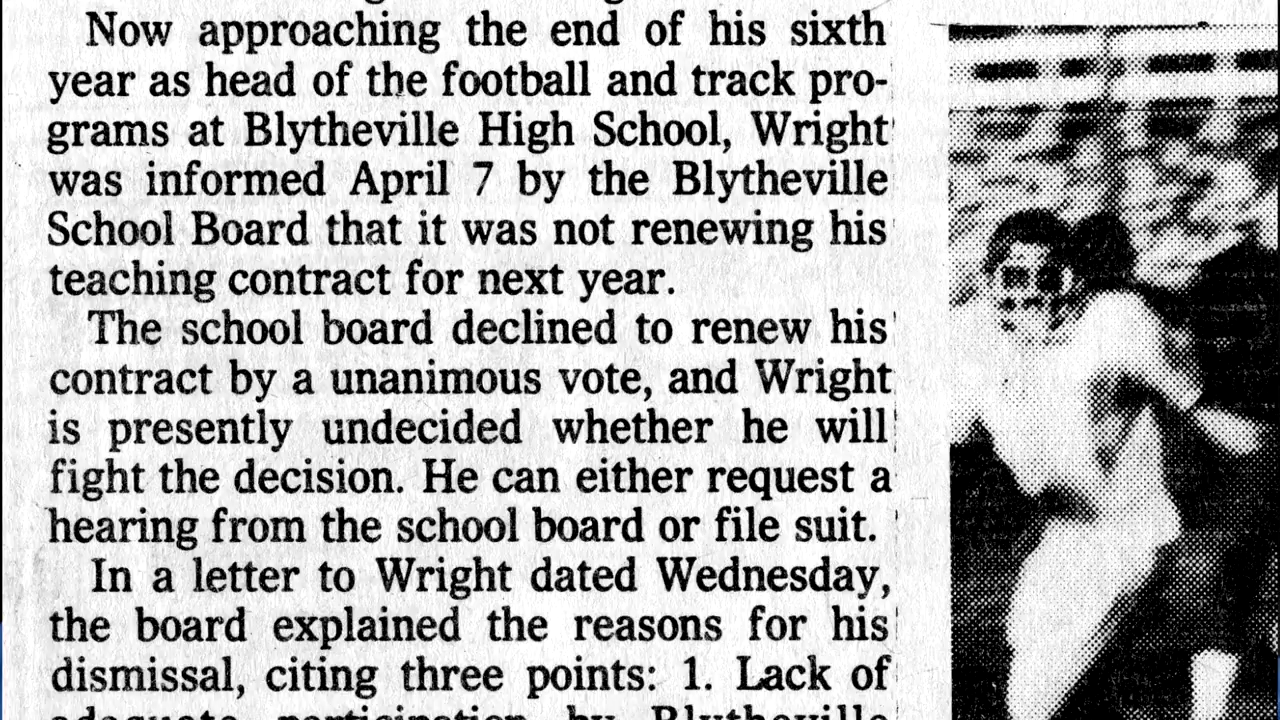 Now approaching the end of his sixth
year as head of the football and track pro-
grams at Blytheville High School, Wright
was informed April 7 by the Blytheville
School Board that it was not renewing his
teaching contract for next year.
The school board declined to renew his
contract by a unanimous vote, and Wright
is presently undecided whether he will
fight the decision. He can either request a
hearing from the school board or file suit.
In a letter to Wright dated Wednesday,
the board explained the reasons for his
dismissal, citing three points: 1. Lack of
adequate participation by Blytheville